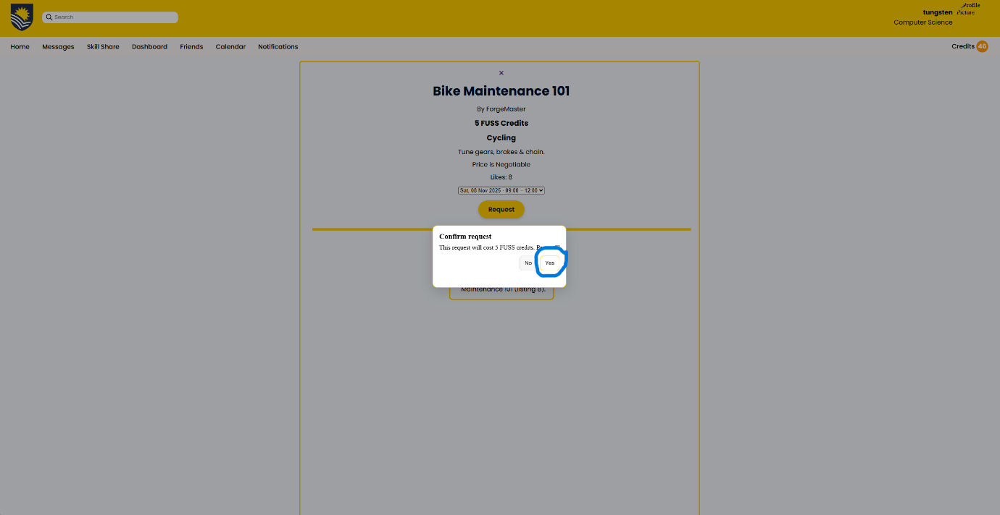 Search
tungsten
Computer Science
Profile
Picture
Home Messages Skill Share Dashboard Friends Calendar Notifications
Credits 46
×
Bike Maintenance 101
By ForgeMaster
5 FUSS Credits
Cycling
Tune gears, brakes & chain.
Price is Negotiable
Likes: 8
Sat, 08 Nov 2025 · 09:00 – 12:00
Request
Confirm request
This request will cost 5 FUSS credits.
No Yes
Maintenance 101 (listing 8).